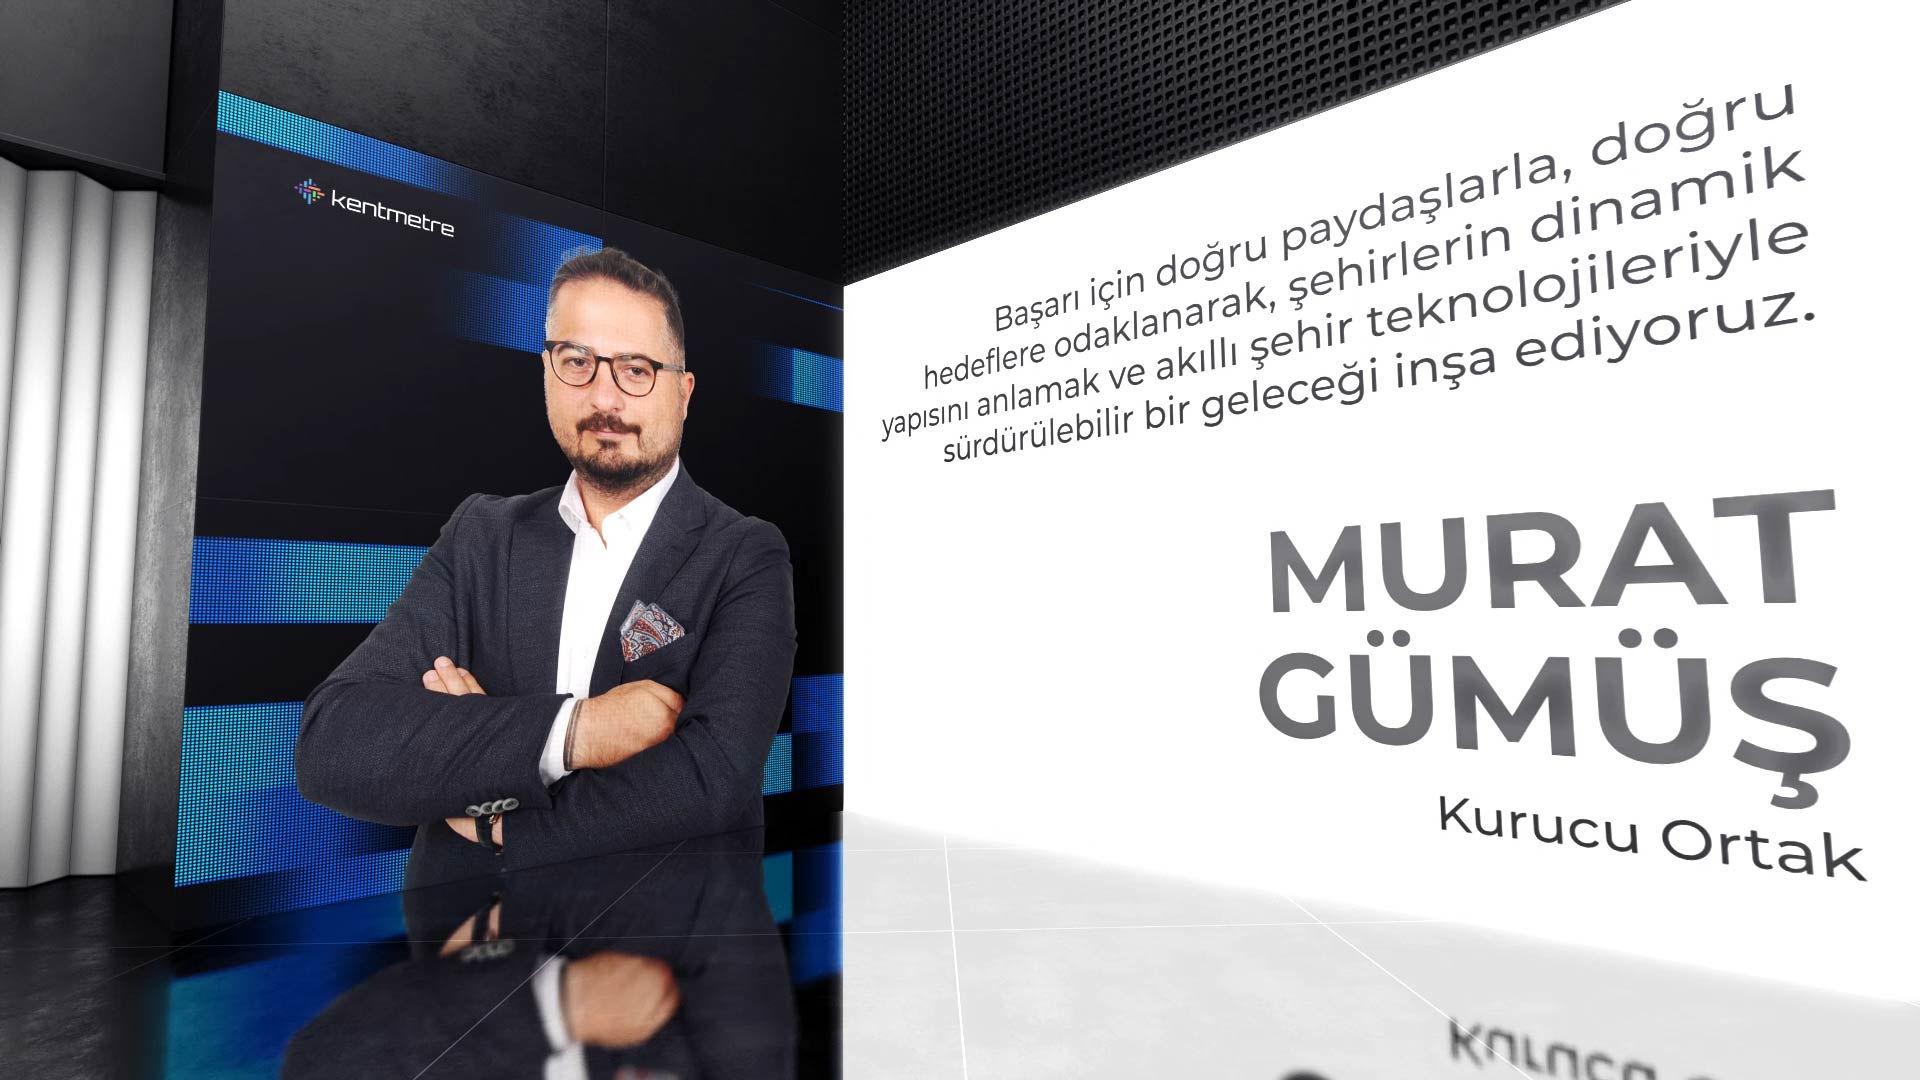 kentmetre
Başarı için doğru paydaşlarla, doğru
hedeflere odaklanarak, şehirlerin dinamik
yapısını anlamak ve akıllı şehir teknolojileriyle
sürdürülebilir bir geleceği inşa ediyoruz.
MURAT
GÜMÜŞ
Kurucu Ortak